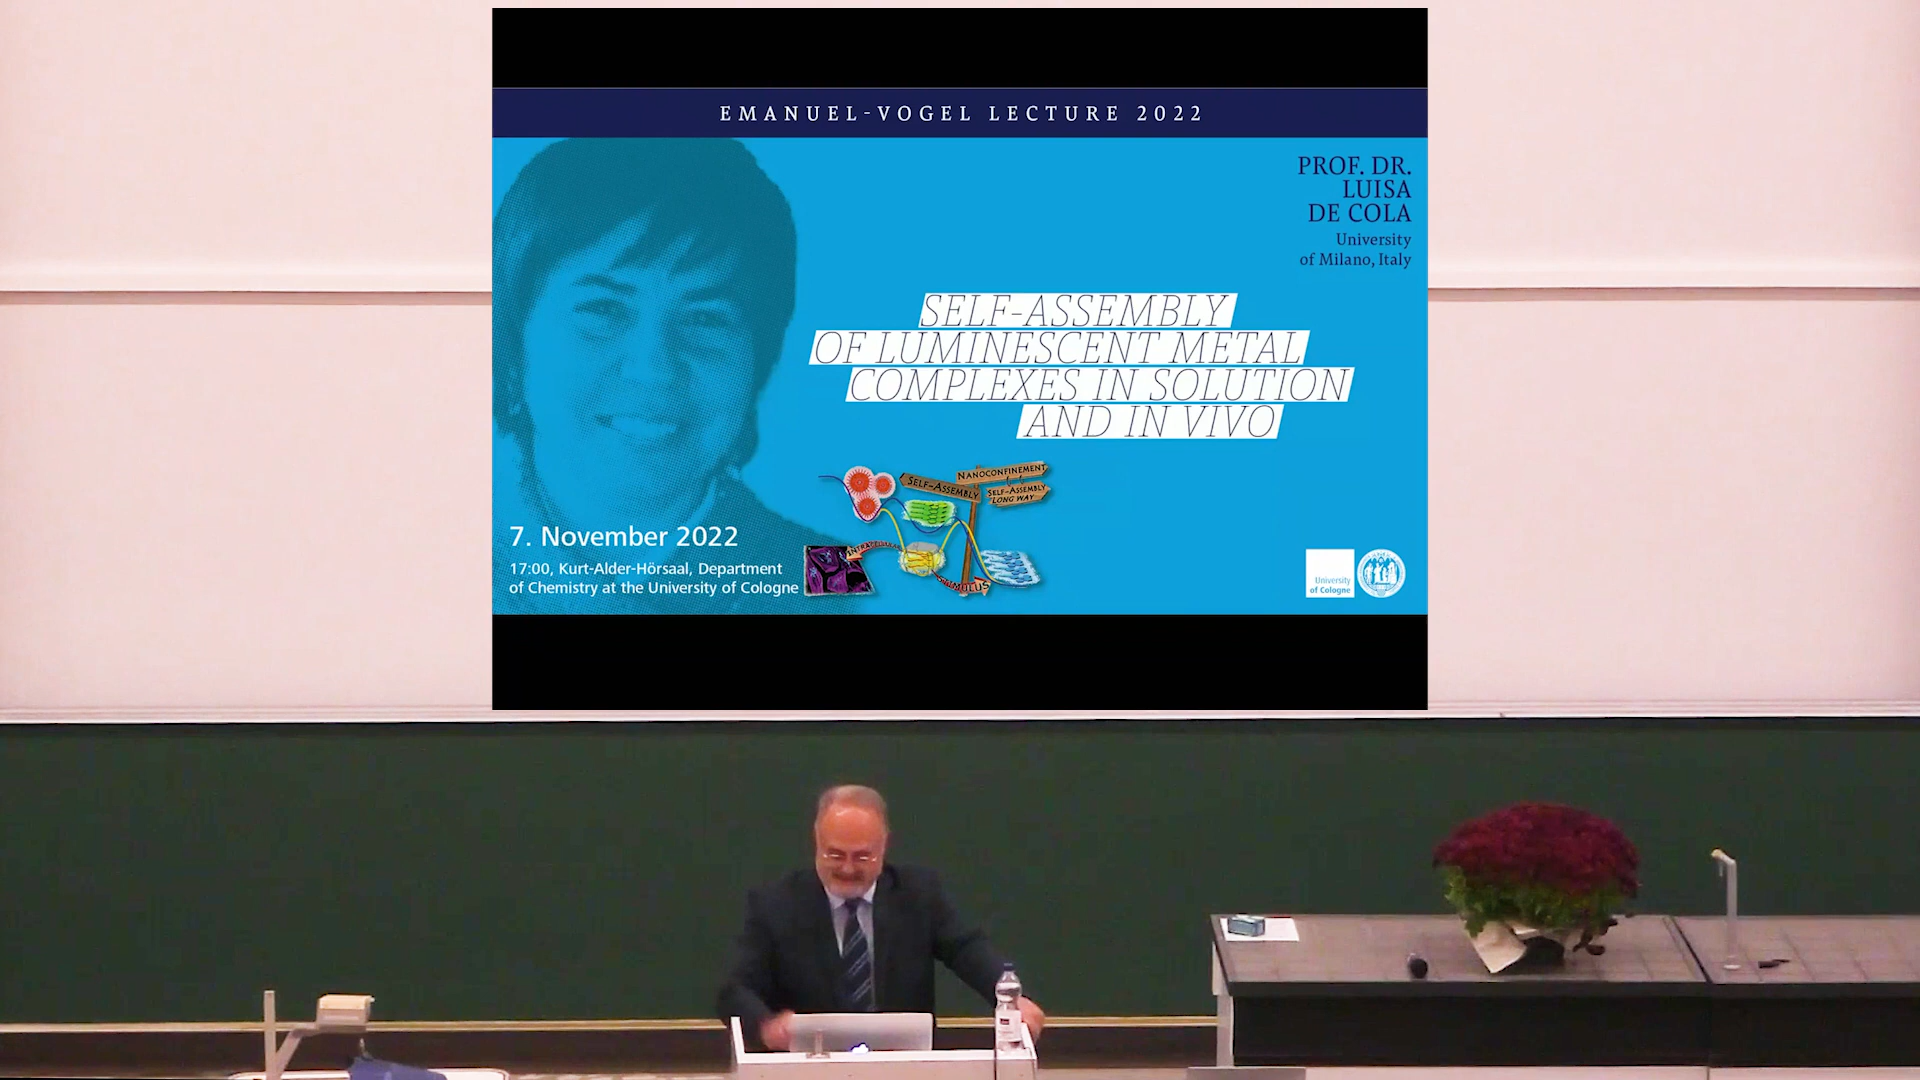 EMANUEL-VOGEL LECTURE 2022
PROF. DR.
LUISA
DE COLA
University
of Milano, Italy
SELF-ASSEMBLY
OF LUMINESCENT METAL
COMPLEXES IN SOLUTION
AND IN VIVO
NANOCONFINEMENT
SELF-ASSEMBLY
SELF-ASSEMBLY
LONG WAY
STIMULUS
7. November 2022
17:00, Kurt-Alder-Hörsaal, Department
of Chemistry at the University of Cologne
University
of Cologne